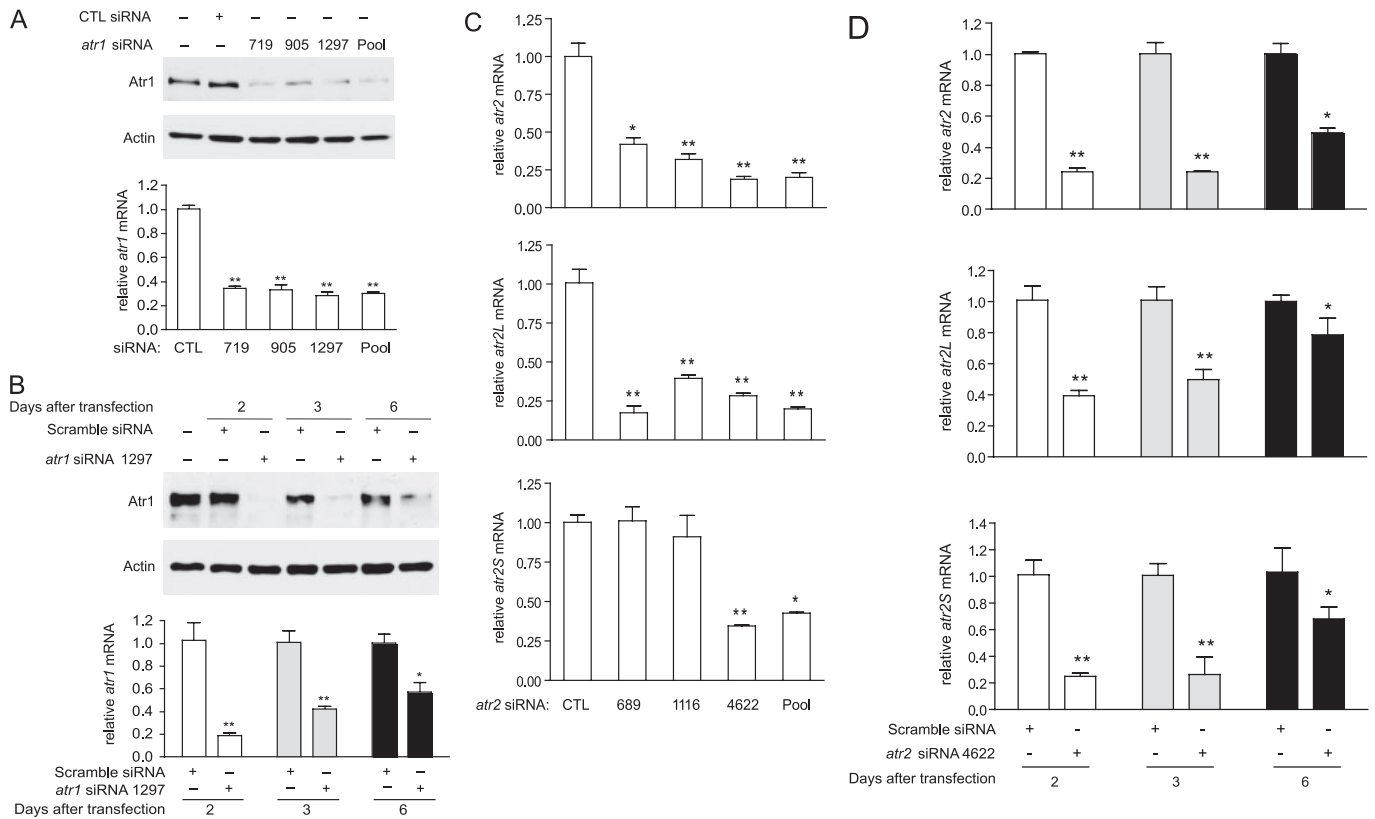 A
CTL siRNA – + – – – –
atr1 siRNA – – 719 905 1297 Pool
Atr1
Actin
relative atr1 mRNA
1.2
1.0
0.8
0.6
0.4
0.2
0.0
** ** ** **
siRNA: CTL 719 905 1297 Pool
B
Days after transfection 2 3 6
Scramble siRNA – + – + – + –
atr1 siRNA 1297 – – + – + – +
Atr1
Actin
relative atr1 mRNA
1.2
1.0
0.8
0.6
0.4
0.2
0.0
** ** *
Scramble siRNA + – + – + –
atr1 siRNA 1297 – + – + – +
Days after transfection 2 3 6
C
relative atr2 mRNA
1.25
1.00
0.75
0.50
0.25
0.00
* ** ** **
relative atr2L mRNA
1.25
1.00
0.75
0.50
0.25
0.00
** ** ** **
relative atr2S mRNA
1.25
1.00
0.75
0.50
0.25
0.00
** *
atr2 siRNA: CTL 689 1116 4622 Pool
D
relative atr2 mRNA
1.2
1.0
0.8
0.6
0.4
0.2
0.0
** ** *
relative atr2L mRNA
1.2
1.0
0.8
0.6
0.4
0.2
0.0
** ** *
relative atr2S mRNA
1.4
1.2
1.0
0.8
0.6
0.4
0.2
0.0
** ** *
Scramble siRNA + - + - + -
atr2 siRNA 4622 - + - + - +
Days after transfection 2 3 6